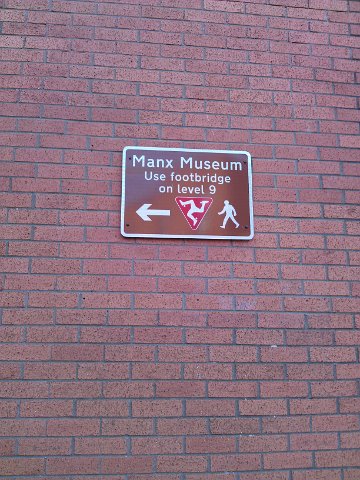 Manx Museum
Use footbridge
on level 9